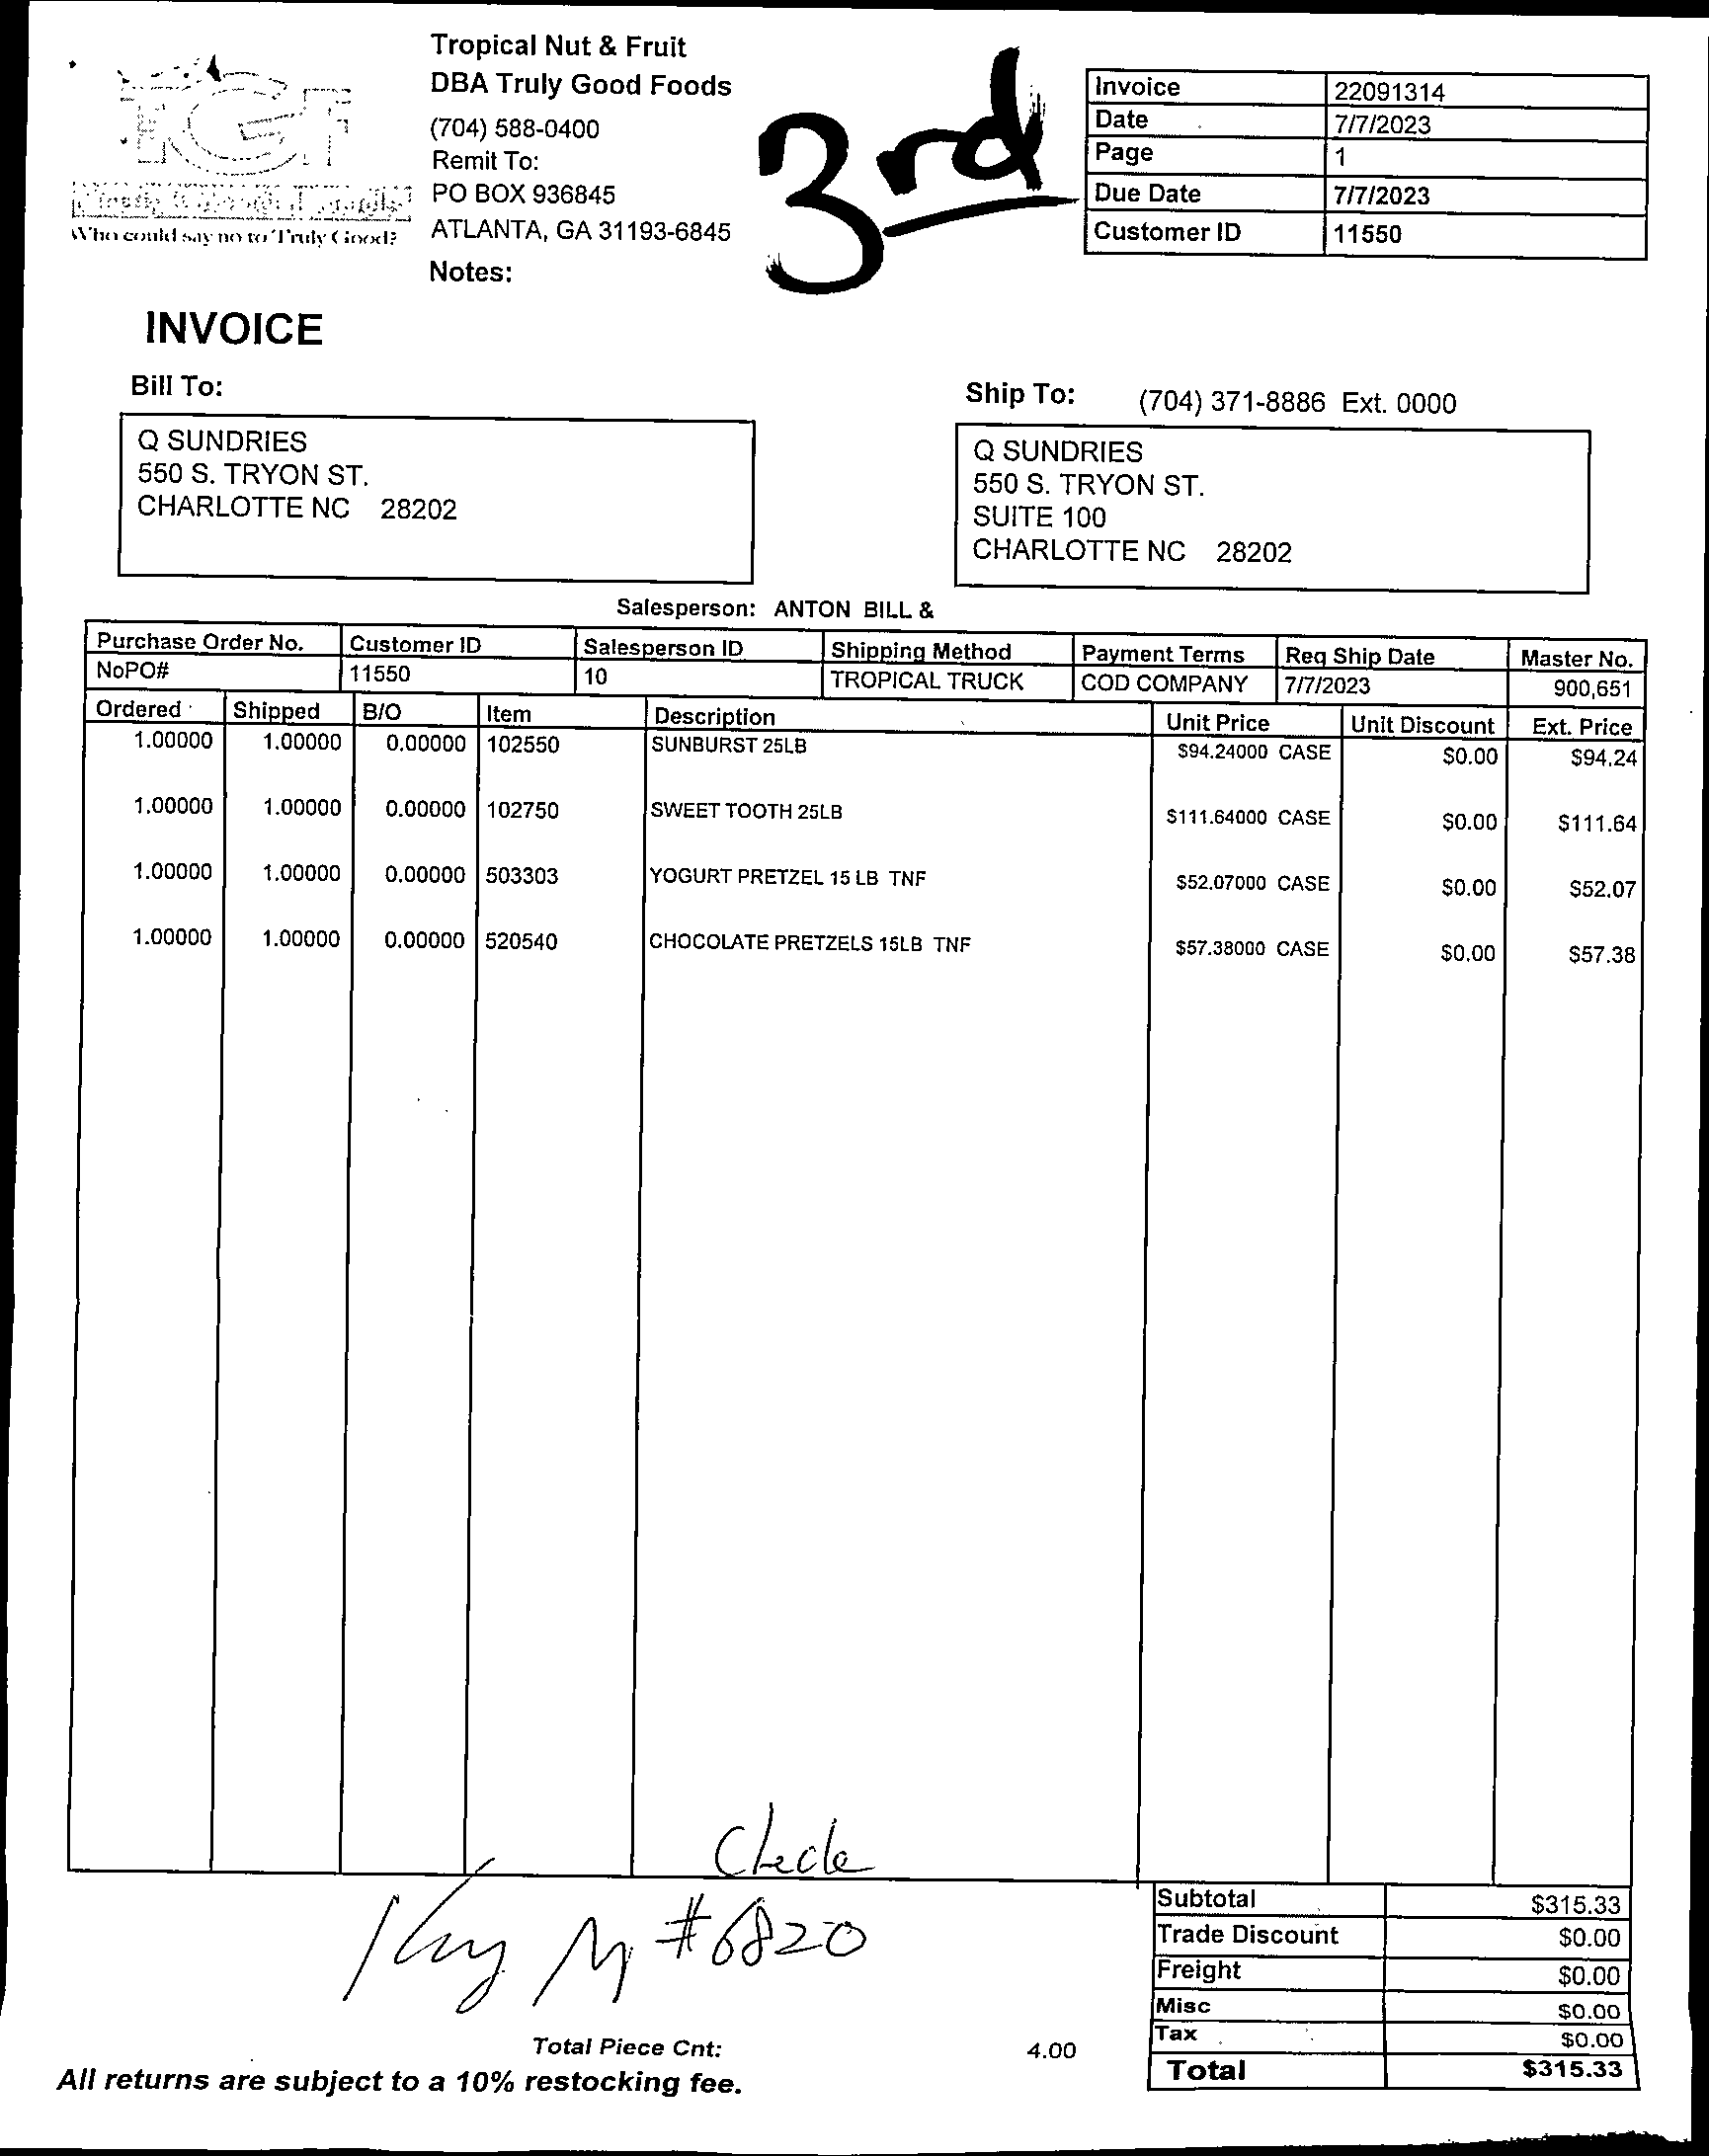 Tropical Nut & Fruit
DBA Truly Good Foods
(704) 588-0400
Remit To:
PO BOX 936845
ATLANTA, GA 31193-6845
Notes:
TGF
Truly Good Foods
Who could say no to Truly Good?
3rd
Invoice 22091314
Date 7/7/2023
Page 1
Due Date 7/7/2023
Customer ID 11550
INVOICE
Bill To:
Q SUNDRIES
550 S. TRYON ST.
CHARLOTTE NC 28202
Ship To: (704) 371-8886 Ext. 0000
Q SUNDRIES
550 S. TRYON ST.
SUITE 100
CHARLOTTE NC 28202
Salesperson: ANTON BILL &
Purchase Order No. Customer ID Salesperson ID Shipping Method Payment Terms Req Ship Date Master No.
NoPO# 11550 10 TROPICAL TRUCK COD COMPANY 7/7/2023 900,651
Ordered Shipped B/O Item Description Unit Price Unit Discount Ext. Price
1.00000 1.00000 0.00000 102550 SUNBURST 25LB $94.24000 CASE $0.00 $94.24
1.00000 1.00000 0.00000 102750 SWEET TOOTH 25LB $111.64000 CASE $0.00 $111.64
1.00000 1.00000 0.00000 503303 YOGURT PRETZEL 15 LB TNF $52.07000 CASE $0.00 $52.07
1.00000 1.00000 0.00000 520540 CHOCOLATE PRETZELS 15LB TNF $57.38000 CASE $0.00 $57.38
Check
#6820
Subtotal $315.33
Trade Discount $0.00
Freight $0.00
Misc $0.00
Tax $0.00
Total $315.33
Total Piece Cnt: 4.00
All returns are subject to a 10% restocking fee.